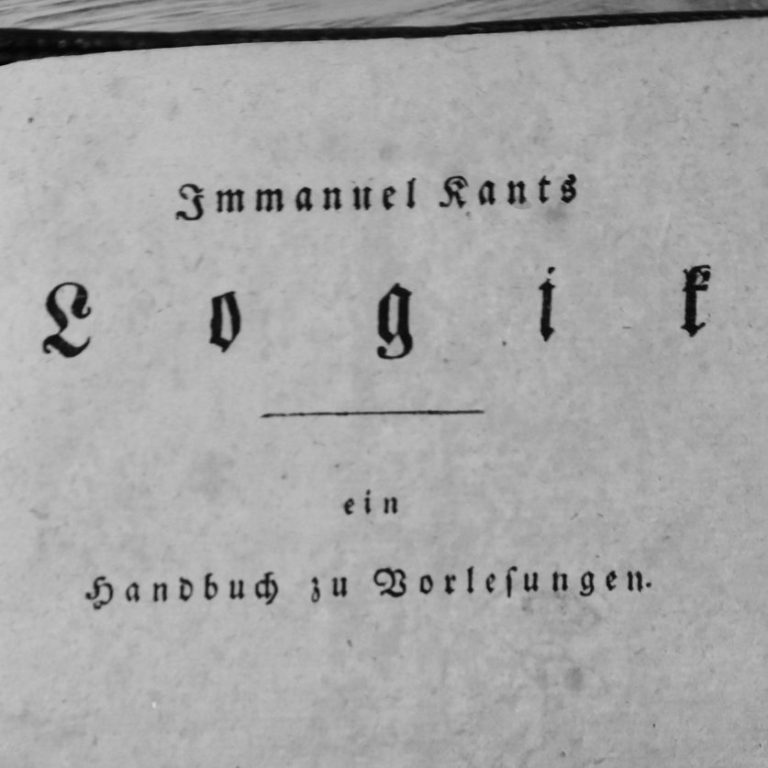 Immanuel Kants
Logik
ein
Handbuch zu Vorleſungen.